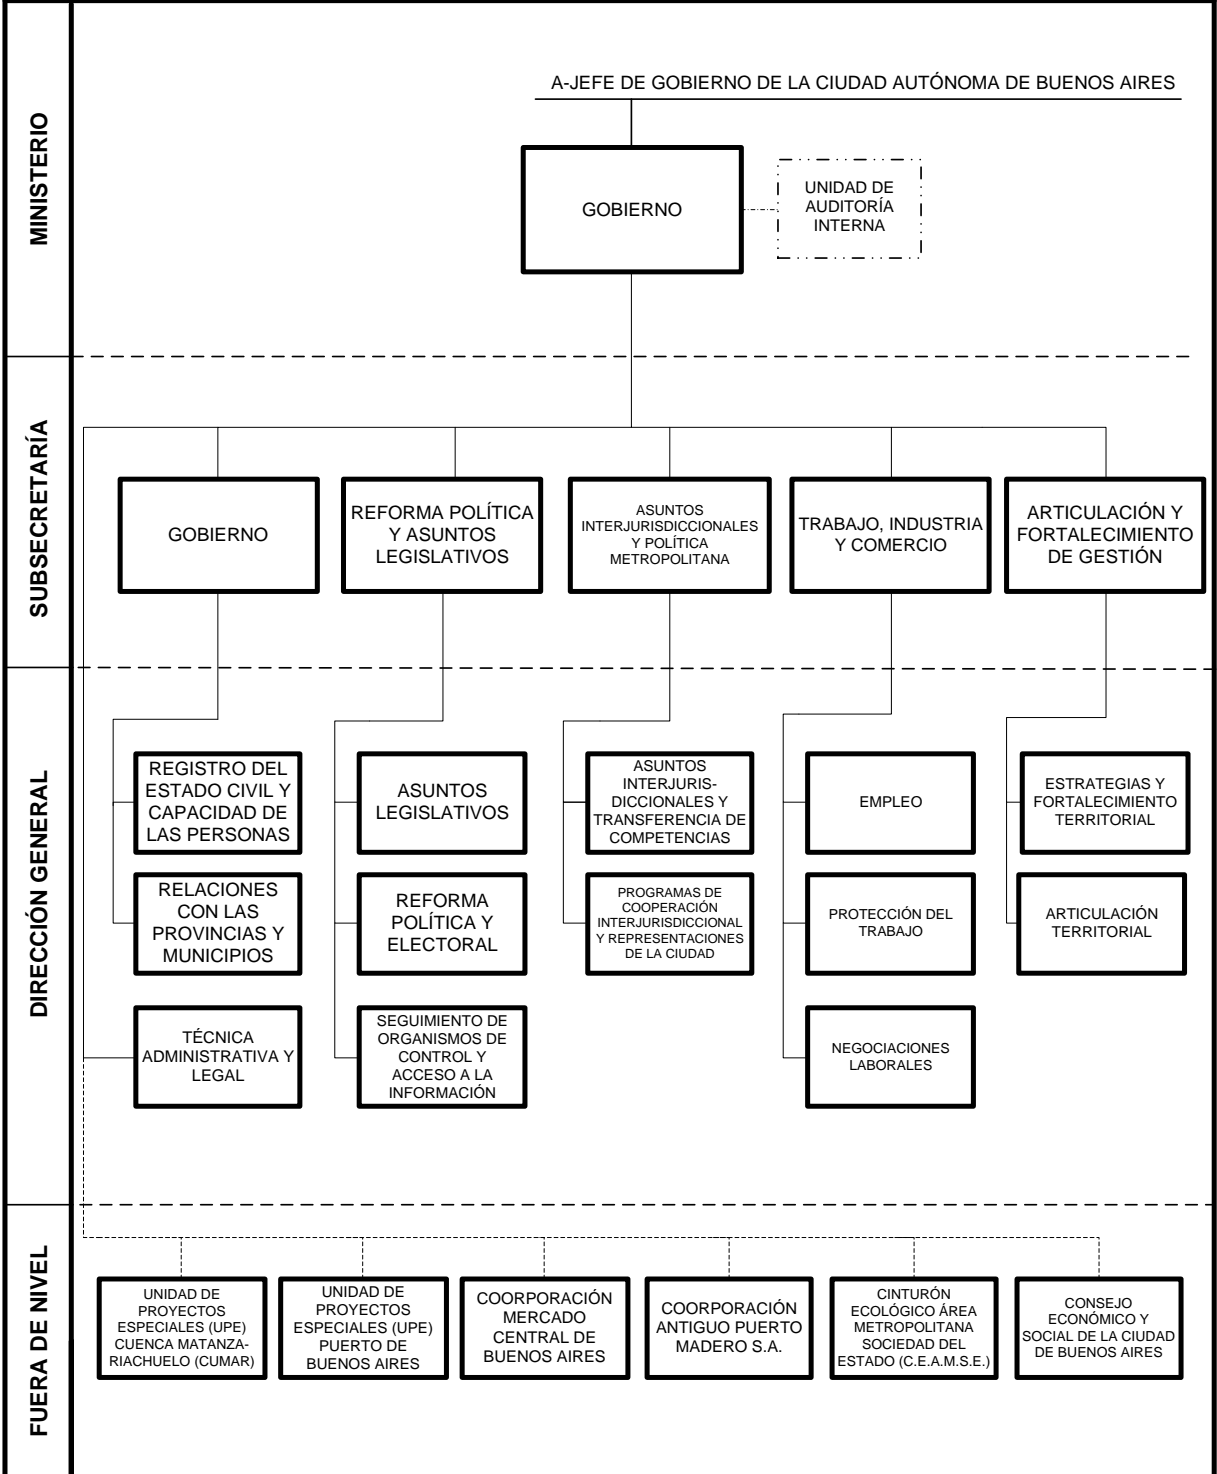 MINISTERIO
A-JEFE DE GOBIERNO DE LA CIUDAD AUTÓNOMA DE BUENOS AIRES
GOBIERNO
UNIDAD DE
AUDITORÍA
INTERNA
SUBSECRETARÍA
GOBIERNO
REFORMA POLÍTICA
Y ASUNTOS
LEGISLATIVOS
ASUNTOS
INTERJURISDICCIONALES
Y POLÍTICA
METROPOLITANA
TRABAJO, INDUSTRIA
Y COMERCIO
ARTICULACIÓN Y
FORTALECIMIENTO
DE GESTIÓN
DIRECCIÓN GENERAL
REGISTRO DEL
ESTADO CIVIL Y
CAPACIDAD DE
LAS PERSONAS
ASUNTOS
LEGISLATIVOS
ASUNTOS
INTERJURIS-
DICCIONALES Y
TRANSFERENCIA DE
COMPETENCIAS
EMPLEO
ESTRATEGIAS Y
FORTALECIMIENTO
TERRITORIAL
RELACIONES
CON LAS
PROVINCIAS Y
MUNICIPIOS
REFORMA
POLÍTICA Y
ELECTORAL
PROGRAMAS DE
COOPERACIÓN
INTERJURISDICCIONAL
Y REPRESENTACIONES
DE LA CIUDAD
PROTECCIÓN DEL
TRABAJO
ARTICULACIÓN
TERRITORIAL
TÉCNICA
ADMINISTRATIVA Y
LEGAL
SEGUIMIENTO DE
ORGANISMOS DE
CONTROL Y
ACCESO A LA
INFORMACIÓN
NEGOCIACIONES
LABORALES
FUERA DE NIVEL
UNIDAD DE
PROYECTOS
ESPECIALES (UPE)
CUENCA MATANZA-
RIACHUELO (CUMAR)
UNIDAD DE
PROYECTOS
ESPECIALES (UPE)
PUERTO DE
BUENOS AIRES
COORPORACIÓN
MERCADO
CENTRAL DE
BUENOS AIRES
COORPORACIÓN
ANTIGUO PUERTO
MADERO S.A.
CINTURÓN
ECOLÓGICO ÁREA
METROPOLITANA
SOCIEDAD DEL
ESTADO (C.E.A.M.S.E.)
CONSEJO
ECONÓMICO Y
SOCIAL DE LA CIUDAD
DE BUENOS AIRES